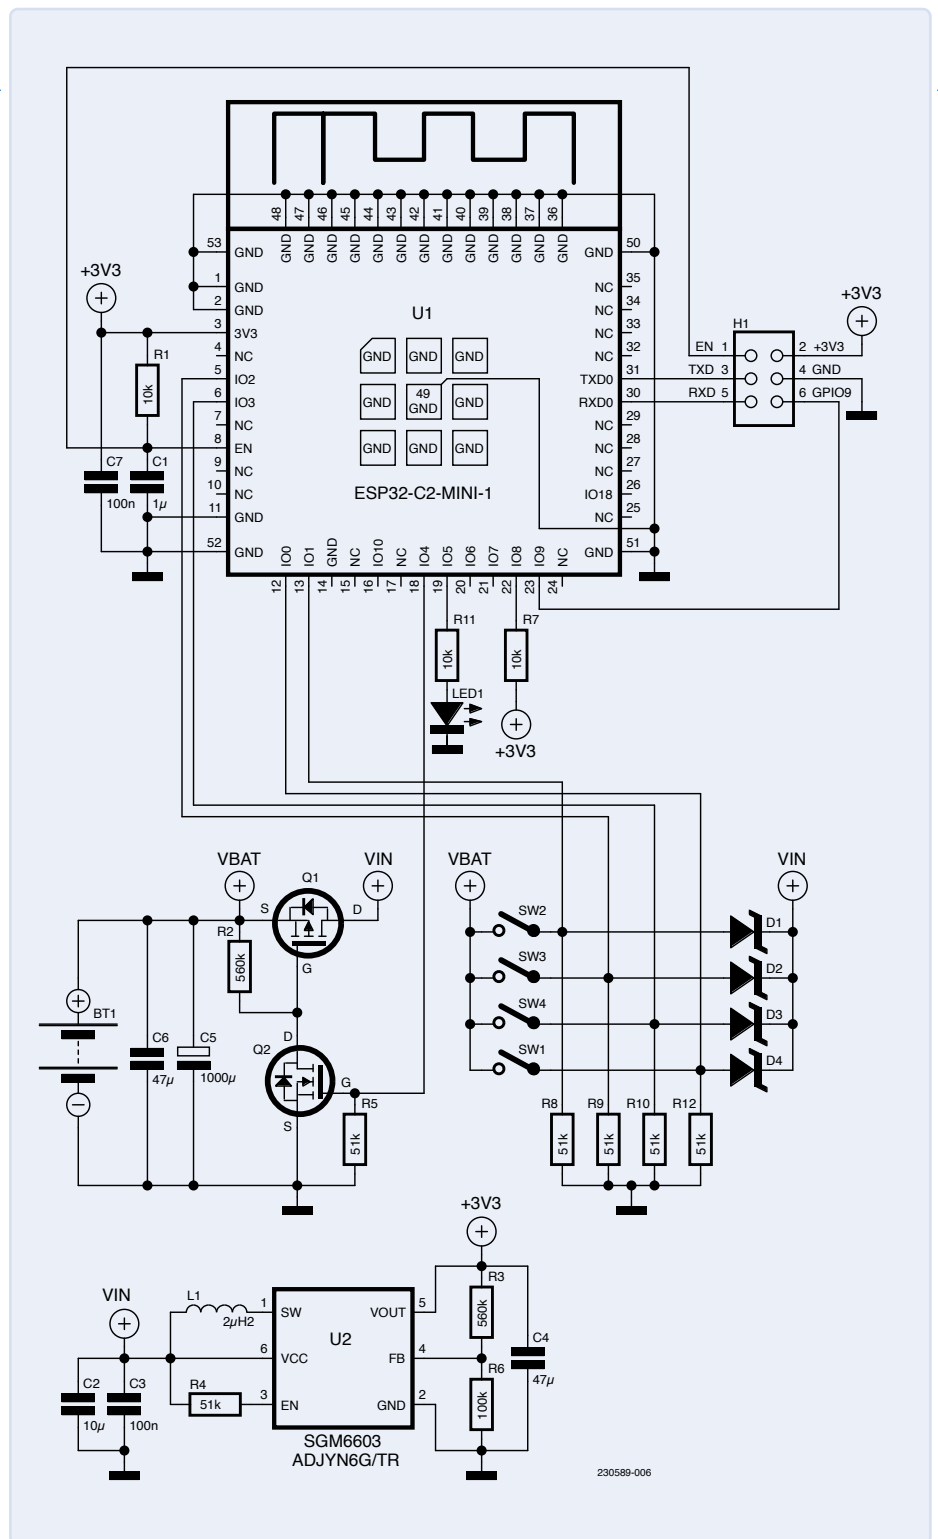 48 47 46 45 44 43 42 41 40 39 38 37 36
GND GND GND GND GND GND GND GND GND GND GND GND GND
53 GND
GND 50
1 GND
NC 35
2 GND
NC 34
+3V3
3 3V3
U1
NC 33
+3V3
H1
4 NC
NC 32
EN 1
2 +3V3
R1
10k
GND GND GND
5 IO2
TXD0 31
TXD 3
4 GND
6 IO3
GND 49 GND GND
RXD0 30
RXD 5
6 GPIO9
7 NC
NC 29
8 EN
GND GND GND
NC 28
C7
100n
C1
1µ
9 NC
NC 27
10 NC
ESP32-C2-MINI-1
IO18 26
11 GND
NC 25
52 GND
GND 51
IO0 IO1 GND NC IO10 NC IO4 IO5 IO6 IO7 IO8 IO9 NC
12 13 14 15 16 17 18 19 20 21 22 23 24
R11
10k
R7
10k
LED1
+3V3
VBAT
VIN
VBAT
VIN
Q1
S
D
G
R2
560k
SW2
D1
SW3
D2
SW4
D3
SW1
D4
BT1
C6
47µ
C5
1000µ
Q2
D
G
S
R5
51k
R8
51k
R9
51k
R10
51k
R12
51k
+3V3
VIN
L1
2µH2
1 SW
VOUT 5
R3
560k
U2
C4
47µ
6 VCC
FB 4
R6
100k
C2
10µ
C3
100n
R4
51k
3 EN
GND 2
SGM6603
ADJYN6G/TR
230589-006